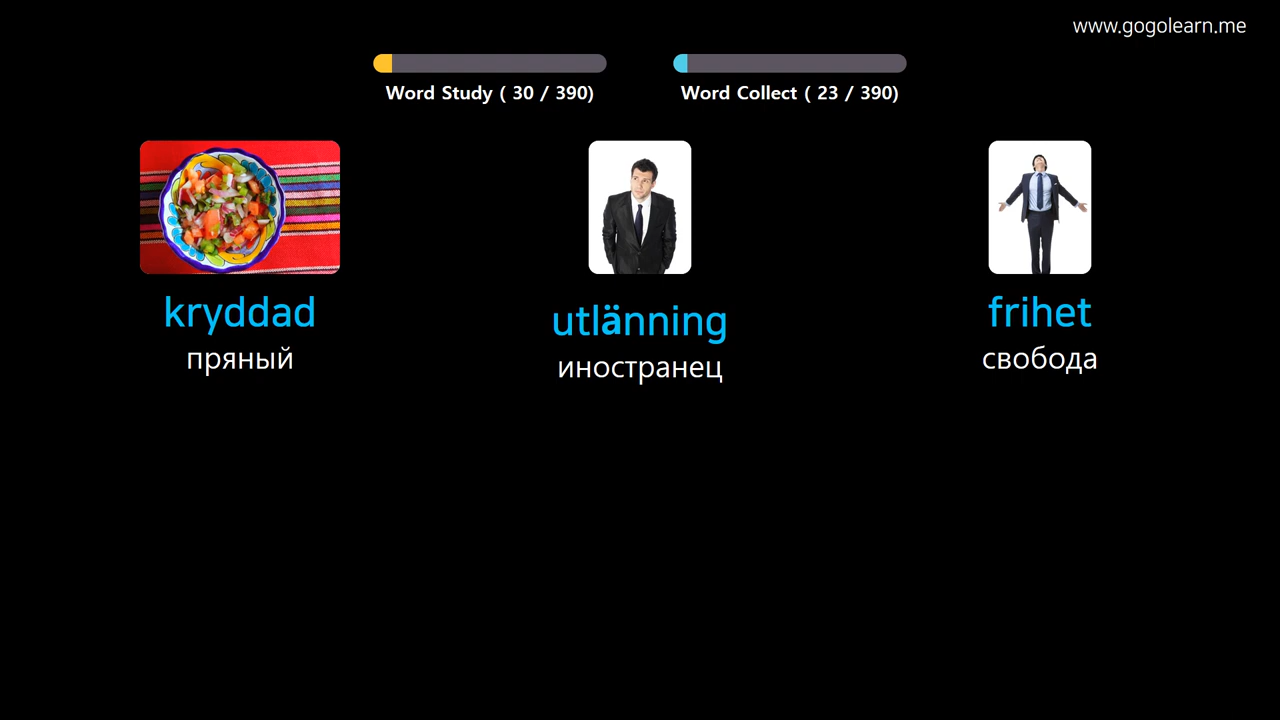 www.gogolearn.me
Word Study ( 30 / 390)
Word Collect ( 23 / 390)
kryddad
пряный
utlänning
иностранец
frihet
свобода